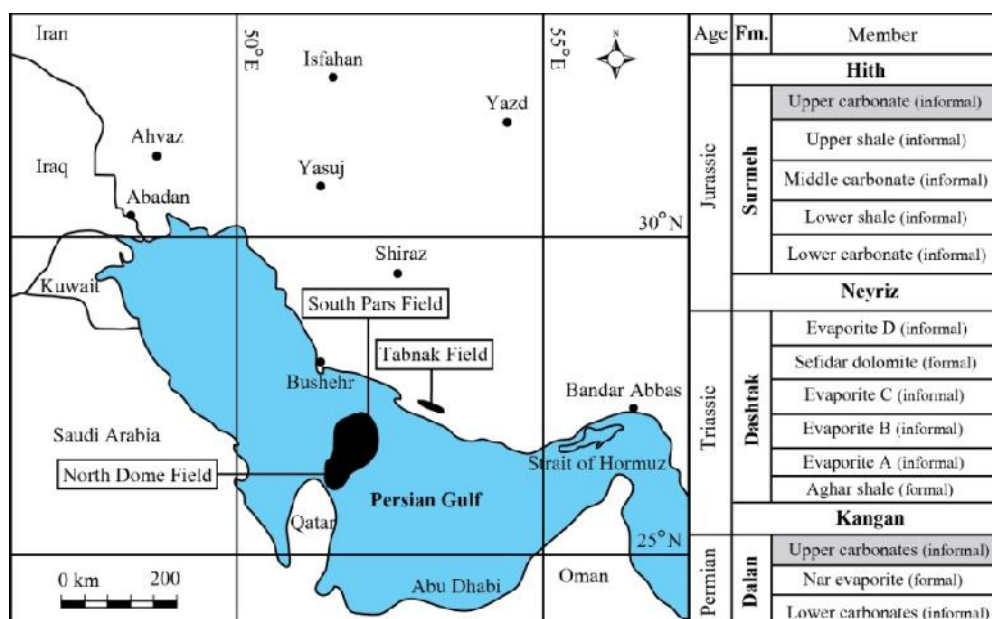 Iran
50°E
55°E
N
Isfahan
Yazd
Ahvaz
Iraq
Yasuj
Abadan
30°N
Kuwait
Shiraz
South Pars Field
Tabnak Field
Bushehr
Bandar Abbas
Saudi Arabia
Strait of Hormuz
North Dome Field
Persian Gulf
Qatar
25°N
0 km 200
Abu Dhabi
Oman
Age Fm. Member
Jurassic
Hith
Surmeh
Upper carbonate (informal)
Upper shale (informal)
Middle carbonate (informal)
Lower shale (informal)
Lower carbonate (informal)
Neyriz
Triassic
Dashtak
Evaporite D (informal)
Sefidar dolomite (formal)
Evaporite C (informal)
Evaporite B (informal)
Evaporite A (informal)
Aghar shale (formal)
Kangan
Permian
Dalan
Upper carbonates (informal)
Nar evaporite (formal)
Lower carbonates (informal)